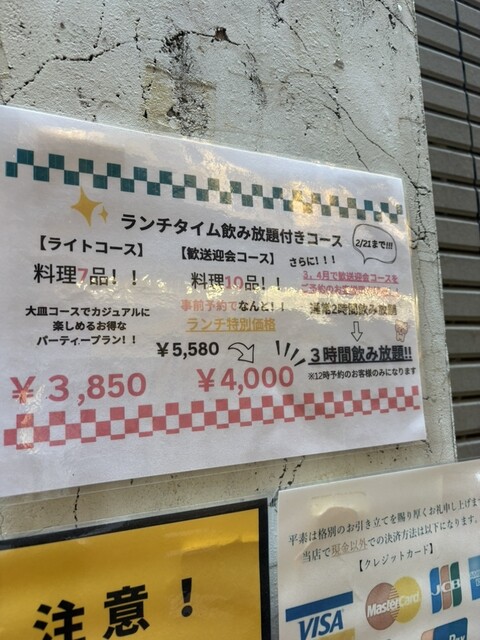 ランチタイム飲み放題付きコース
2/21まで!!!
【ライトコース】
料理7品！！
大皿コースでカジュアルに
楽しめるお得な
パーティープラン！！
￥3,850
【歓送迎会コース】
料理10品！！
事前予約でなんと！！
ランチ特別価格
￥5,580
￥4,000
さらに！！！
3、4月で歓送迎会コースを
ご予約のお客様
通常2時間飲み放題
３時間飲み放題!!
※12時予約のお客様のみになります
注意！
平素は格別のお引き立てを賜り厚くお礼申し上げま
当店で現金以外での決済方法は以下になります。
【クレジットカード】
VISA
MasterCard
JCB